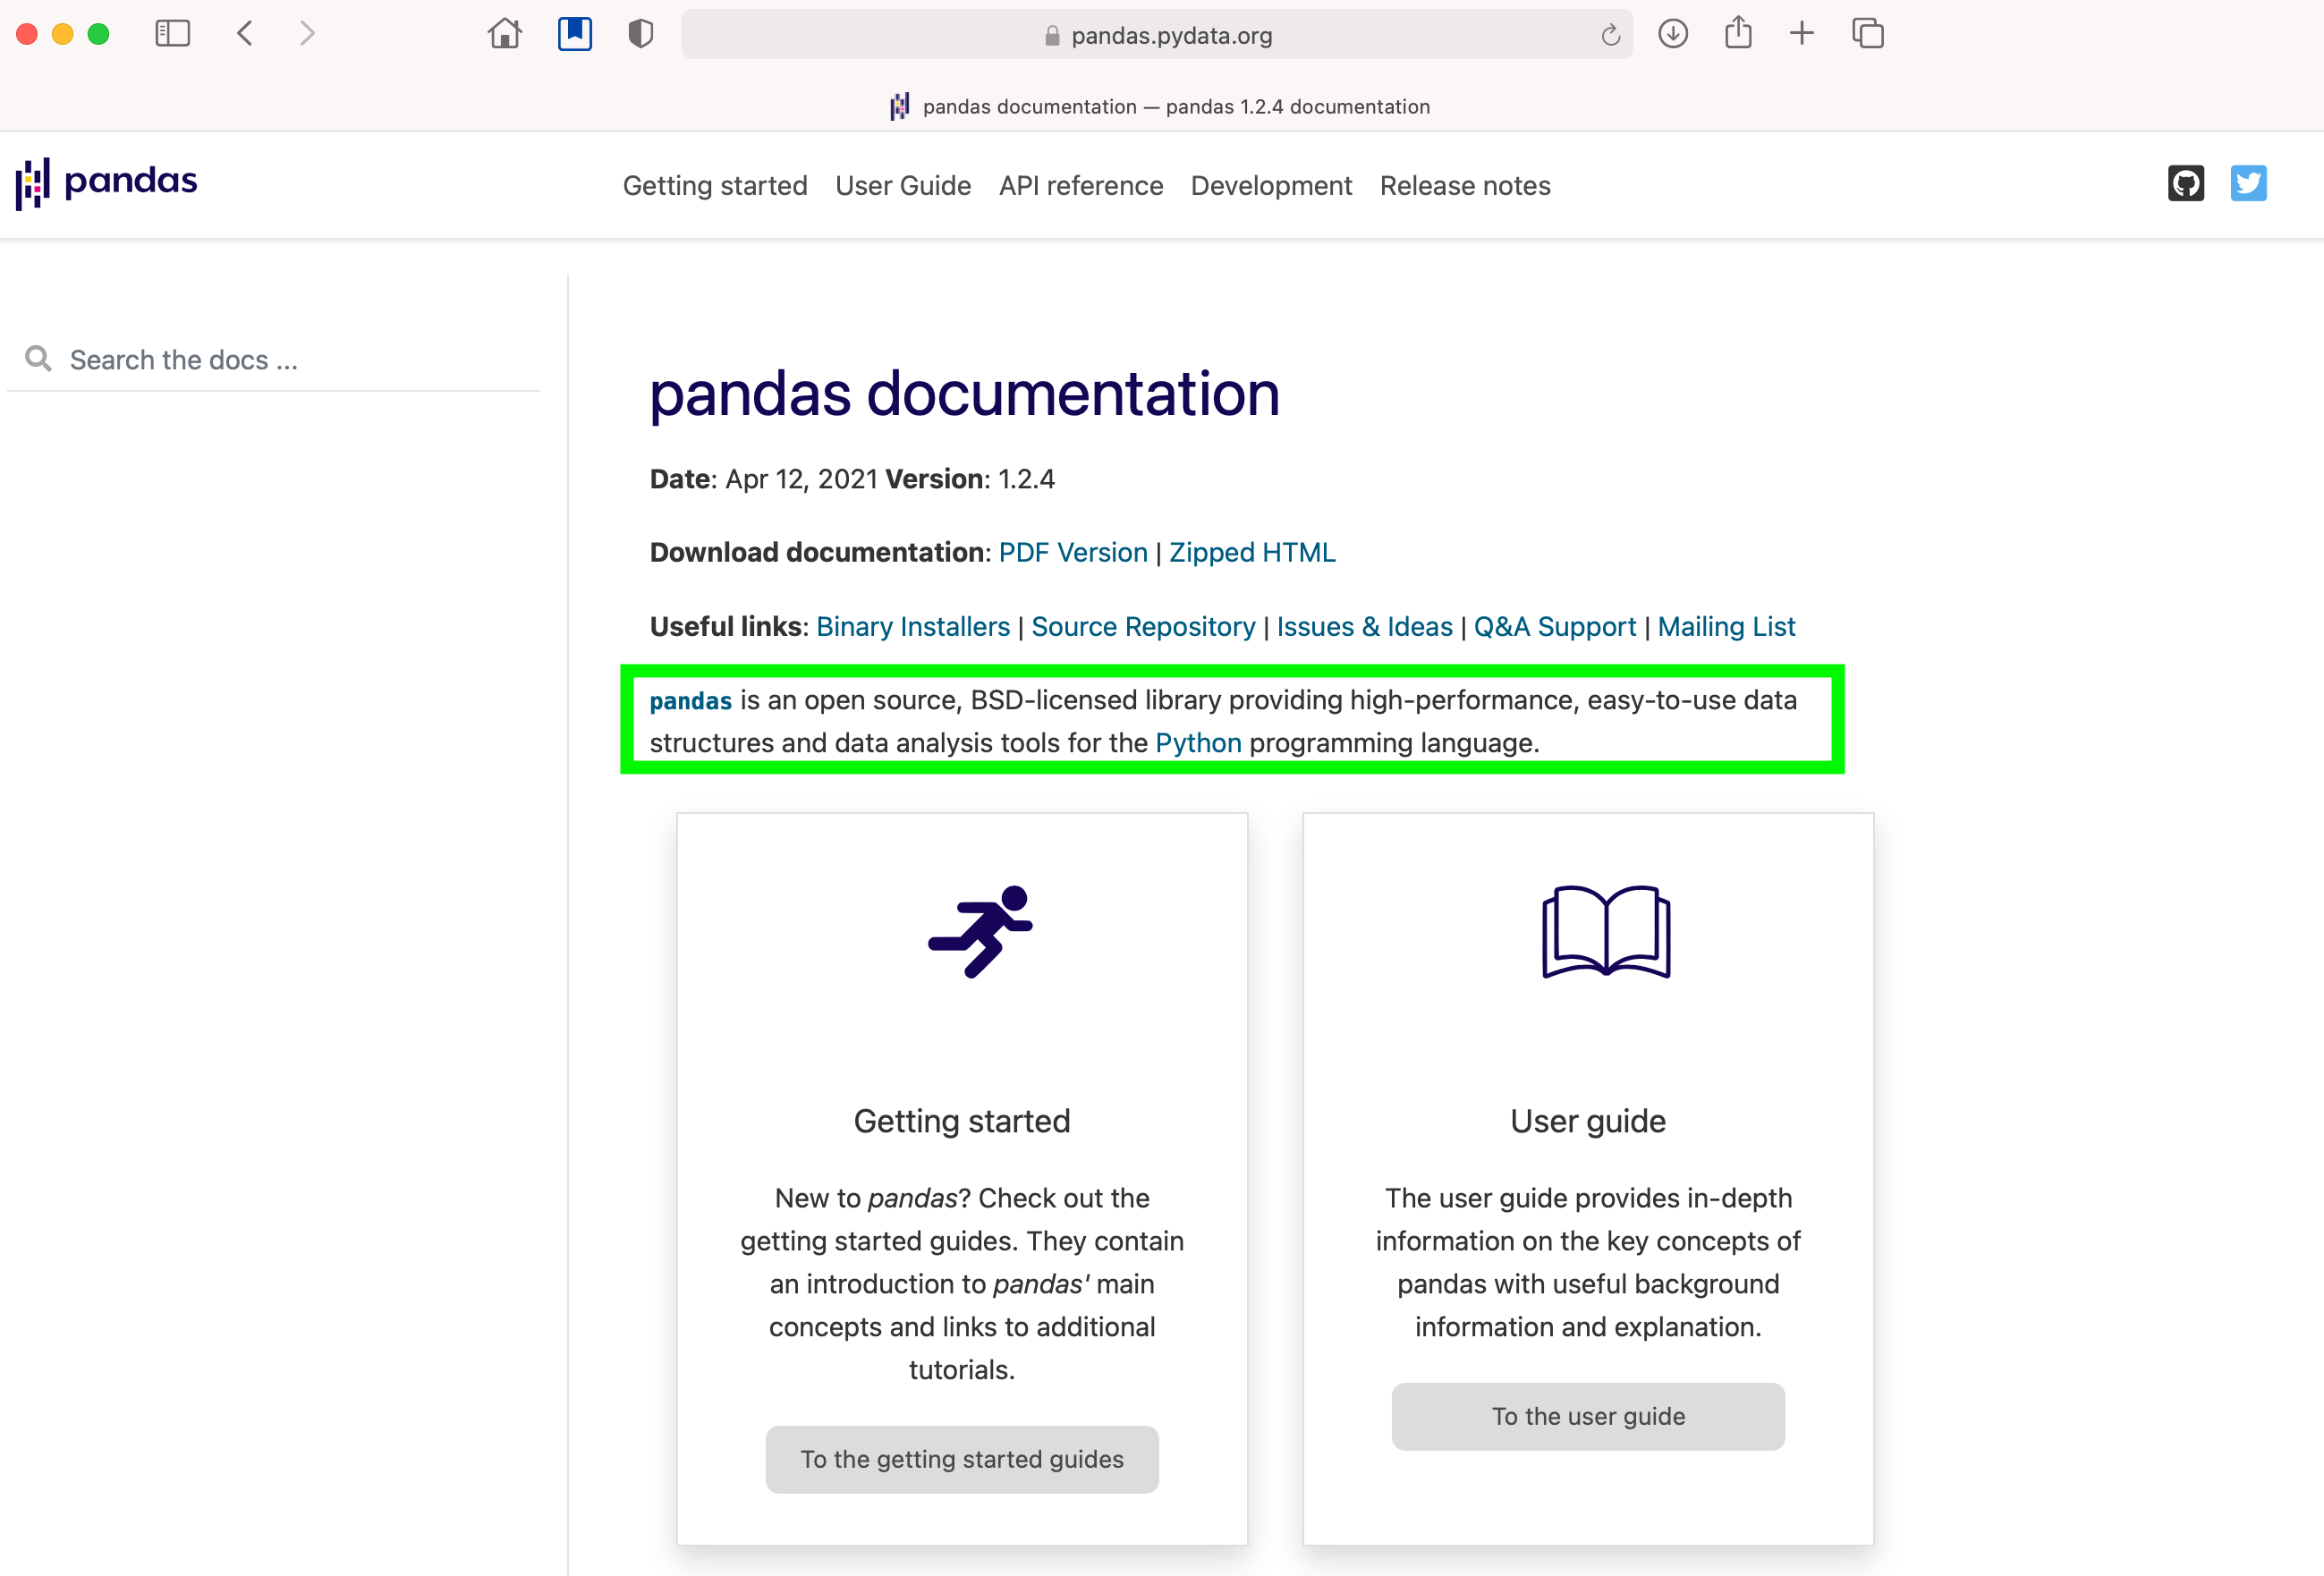 pandas.pydata.org
pandas documentation — pandas 1.2.4 documentation
pandas
Getting started User Guide API reference Development Release notes
Search the docs ...
pandas documentation
Date: Apr 12, 2021 Version: 1.2.4
Download documentation: PDF Version | Zipped HTML
Useful links: Binary Installers | Source Repository | Issues & Ideas | Q&A Support | Mailing List
pandas is an open source, BSD-licensed library providing high-performance, easy-to-use data
structures and data analysis tools for the Python programming language.
Getting started
New to pandas? Check out the
getting started guides. They contain
an introduction to pandas' main
concepts and links to additional
tutorials.
To the getting started guides
User guide
The user guide provides in-depth
information on the key concepts of
pandas with useful background
information and explanation.
To the user guide